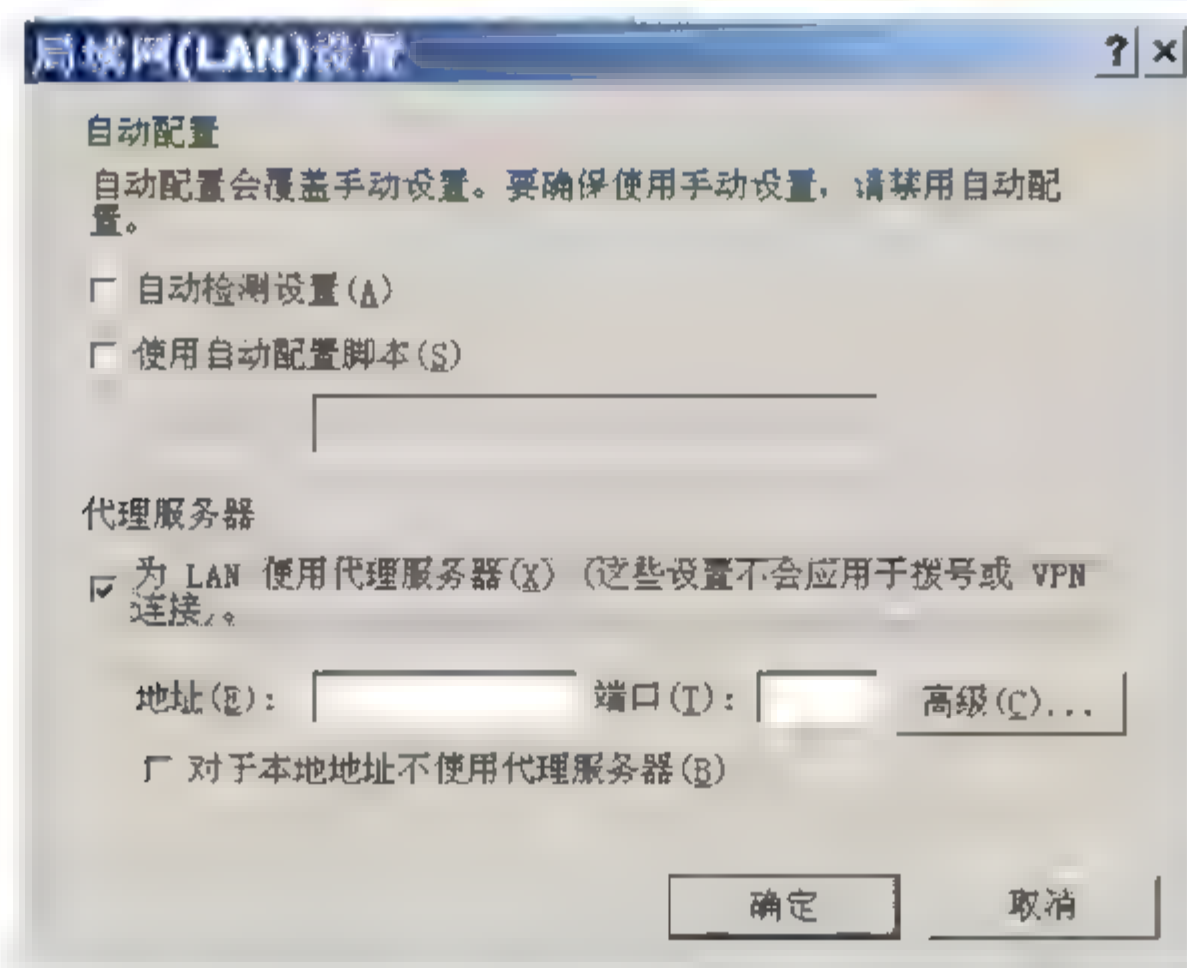 局域网(LAN)设置
自动配置
自动配置会覆盖手动设置。要确保使用手动设置，请禁用自动配
置。
自动检测设置(A)
使用自动配置脚本(S)
代理服务器
为 LAN 使用代理服务器(X) (这些设置不会应用于拨号或 VPN
连接)。
地址(E):
端口(T):
高级(C)...
对于本地地址不使用代理服务器(B)
确定
取消